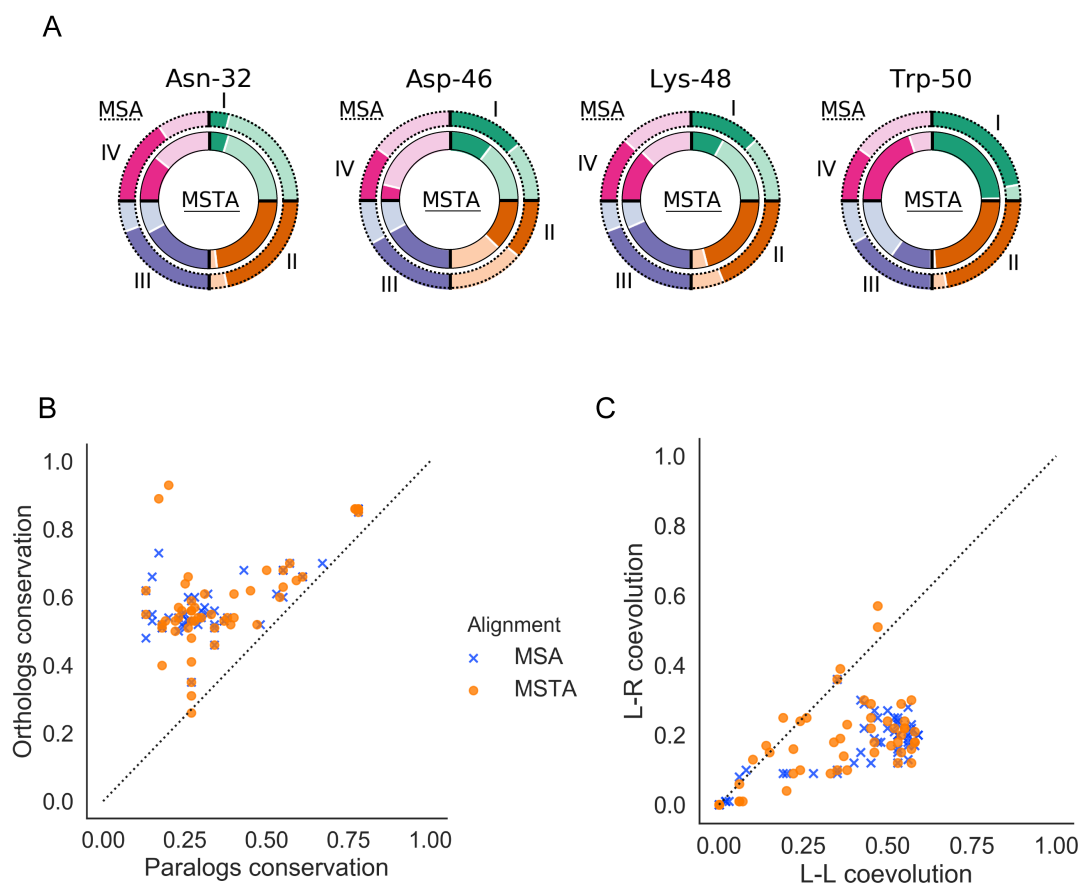 A
Asn-32 Asp-46 Lys-48 Trp-50
MSA I MSA I MSA I MSA I
IV IV IV IV
MSTA MSTA MSTA MSTA
III II III II III II III II
B
Orthologs conservation
1.0
0.8
0.6
0.4
0.2
0.0
0.00 0.25 0.50 0.75 1.00
Paralogs conservation
Alignment
MSA
MSTA
C
L-R coevolution
1.0
0.8
0.6
0.4
0.2
0.0
0.00 0.25 0.50 0.75 1.00
L-L coevolution